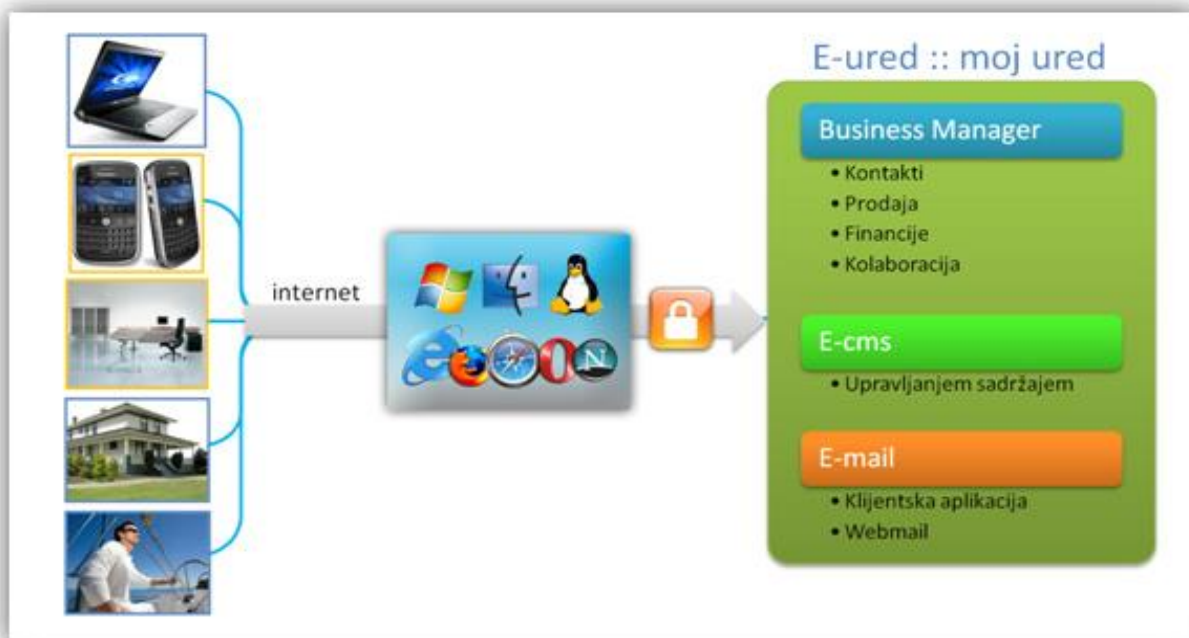 E-ured :: moj ured
Business Manager
• Kontakti
• Prodaja
• Financije
• Kolaboracija
internet
E-cms
• Upravljanjem sadržajem
E-mail
• Klijentska aplikacija
• Webmail